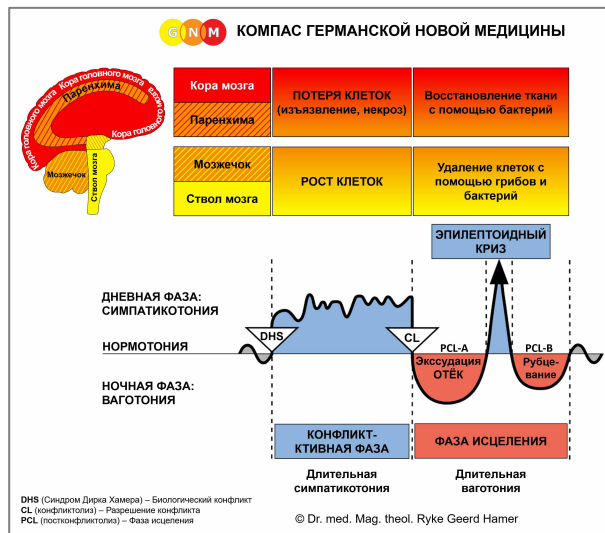 GNM КОМПАС ГЕРМАНСКОЙ НОВОЙ МЕДИЦИНЫ
Кора головного мозга Кора головного мозга Кора головного мозга
Паренхима
Кора головного
Мозжечок
Ствол мозга
Кора мозга
Паренхима
ПОТЕРЯ КЛЕТОК
(изъязвление, некроз)
Восстановление ткани
с помощью бактерий
Мозжечок
Ствол мозга
РОСТ КЛЕТОК
Удаление клеток с
помощью грибов и
бактерий
ЭПИЛЕПТОИДНЫЙ
КРИЗ
ДНЕВНАЯ ФАЗА:
СИМПАТИКОТОНИЯ
DHS
CL
НОРМОТОНИЯ
PCL-A
PCL-B
Экссудация
ОТЁК
Рубце-
вание
НОЧНАЯ ФАЗА:
ВАГОТОНИЯ
КОНФЛИКТ-
КТИВНАЯ ФАЗА
ФАЗА ИСЦЕЛЕНИЯ
Длительная
симпатикотония
Длительная
ваготония
DHS (Синдром Дирка Хамера) – Биологический конфликт
CL (конфликтолиз) – Разрешение конфликта
PCL (постконфликтолиз) – Фаза исцеления
© Dr. med. Mag. theol. Ryke Geerd Hamer